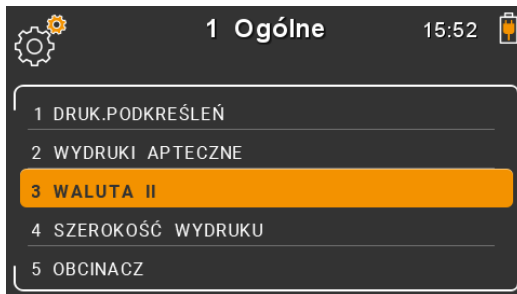 1 Ogólne 15:52
1 DRUK.PODKREŚLEŃ
2 WYDRUKI APTECZNE
3 WALUTA II
4 SZEROKOŚĆ WYDRUKU
5 OBCINACZ